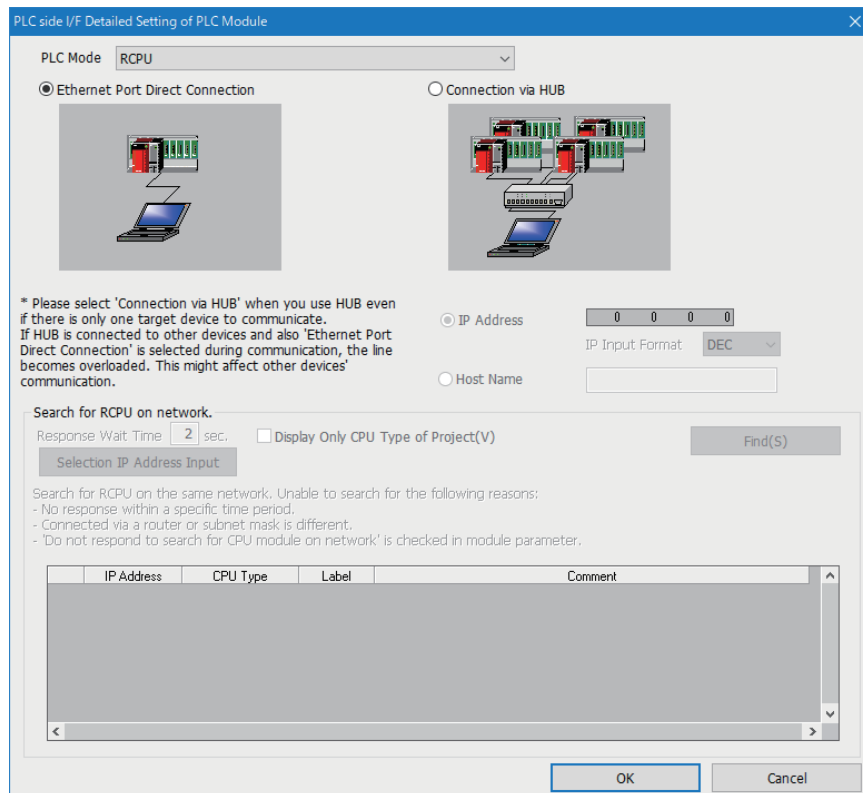 PLC side I/F Detailed Setting of PLC Module
PLC Mode RCPU
Ethernet Port Direct Connection Connection via HUB
* Please select 'Connection via HUB' when you use HUB even
if there is only one target device to communicate.
If HUB is connected to other devices and also 'Ethernet Port
Direct Connection' is selected during communication, the line
becomes overloaded. This might affect other devices'
communication.
IP Address 0 0 0 0
IP Input Format DEC
Host Name
Search for RCPU on network.
Response Wait Time 2 sec. Display Only CPU Type of Project(V) Find(S)
Selection IP Address Input
Search for RCPU on the same network. Unable to search for the following reasons:
- No response within a specific time period.
- Connected via a router or subnet mask is different.
- 'Do not respond to search for CPU module on network' is checked in module parameter.
IP Address CPU Type Label Comment
OK Cancel